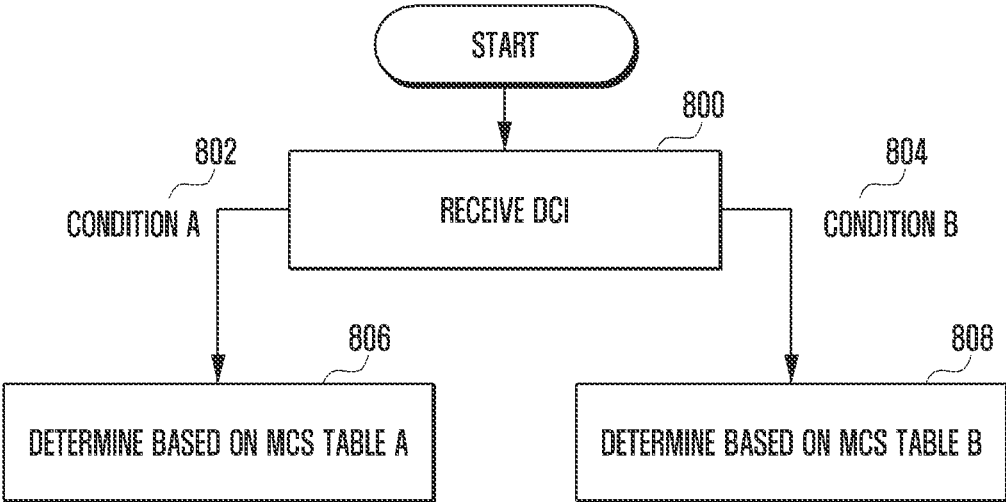 START
800
RECEIVE DCI
802
CONDITION A
804
CONDITION B
806
DETERMINE BASED ON MCS TABLE A
808
DETERMINE BASED ON MCS TABLE B